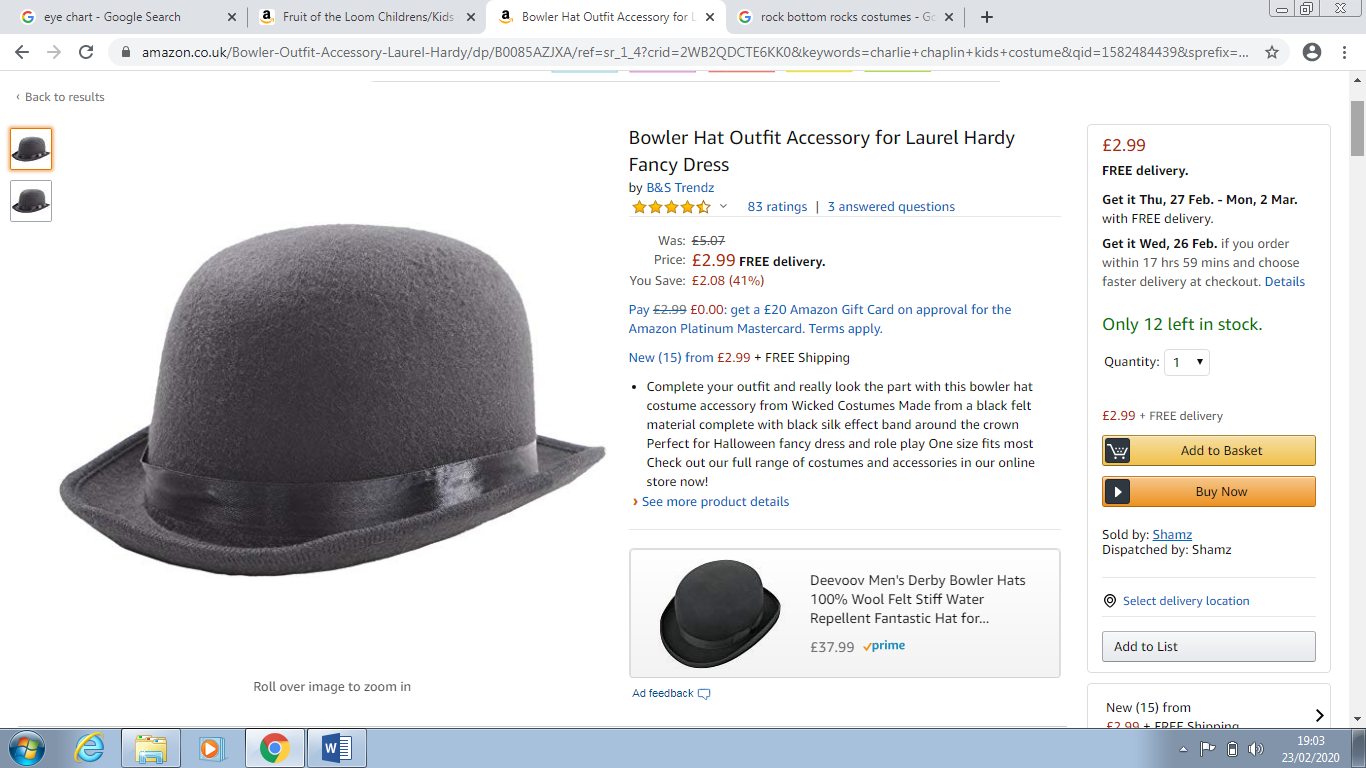 eye chart - Google Search
Fruit of the Loom Childrens/Kids
Bowler Hat Outfit Accessory for L
rock bottom rocks costumes - Go
amazon.co.uk/Bowler-Outfit-Accessory-Laurel-Hardy/dp/B0085AZJXA/ref=sr_1_4?crid=2WB2QDCTE6KK0&keywords=charlie+chaplin+kids+costume&qid=1582484439&sprefix=...
‹ Back to results
Bowler Hat Outfit Accessory for Laurel Hardy
Fancy Dress
by B&S Trendz
83 ratings | 3 answered questions
Was: £5.07
Price: £2.99 FREE delivery.
You Save: £2.08 (41%)
Pay £2.99 £0.00: get a £20 Amazon Gift Card on approval for the
Amazon Platinum Mastercard. Terms apply.
New (15) from £2.99 + FREE Shipping
• Complete your outfit and really look the part with this bowler hat
costume accessory from Wicked Costumes Made from a black felt
material complete with black silk effect band around the crown
Perfect for Halloween fancy dress and role play One size fits most
Check out our full range of costumes and accessories in our online
store now!
› See more product details
Deevoov Men's Derby Bowler Hats
100% Wool Felt Stiff Water
Repellent Fantastic Hat for...
£37.99 prime
Ad feedback
Roll over image to zoom in
£2.99
FREE delivery.
Get it Thu, 27 Feb. - Mon, 2 Mar.
with FREE delivery.
Get it Wed, 26 Feb. if you order
within 17 hrs 59 mins and choose
faster delivery at checkout. Details
Only 12 left in stock.
Quantity: 1
£2.99 + FREE delivery
Add to Basket
Buy Now
Sold by: Shamz
Dispatched by: Shamz
Select delivery location
Add to List
New (15) from
£2.99 + FREE Shipping
19:03
23/02/2020